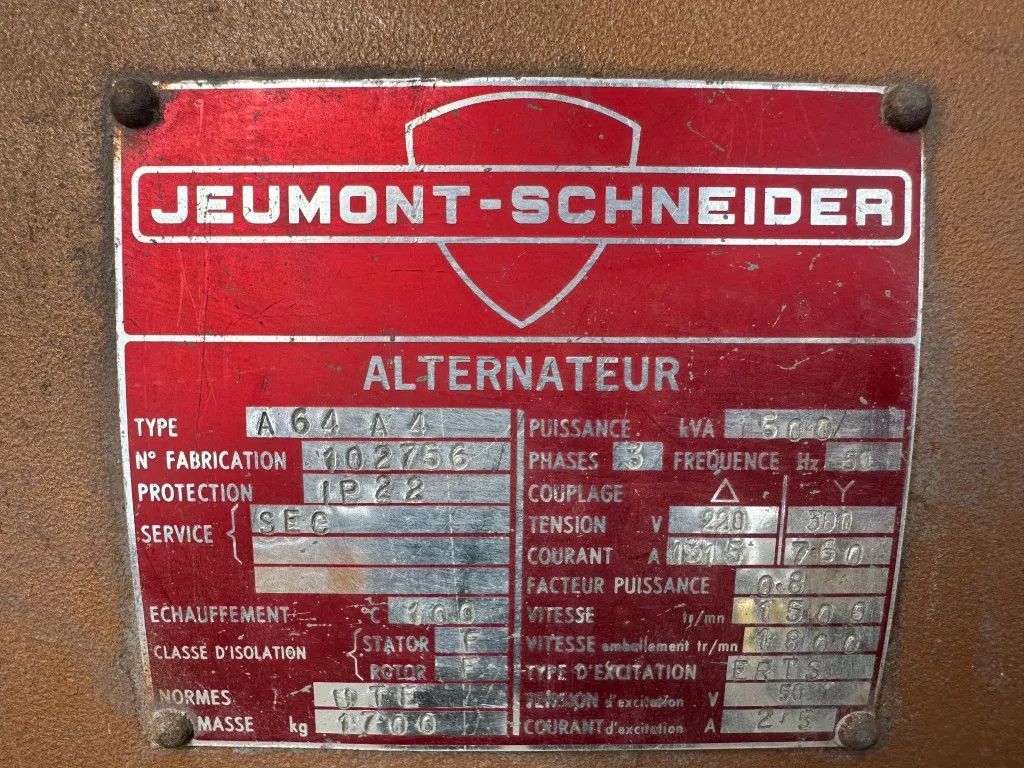 JEUMONT-SCHNEIDER
ALTERNATEUR
TYPE A 64 A 4
N° FABRICATION 102756
PROTECTION IP22
SERVICE SEC
ECHAUFFEMENT °C 100
CLASSE D'ISOLATION STATOR F
ROTOR F
NORMES UTE
MASSE kg 1700
PUISSANCE kVA 500
PHASES 3 FREQUENCE Hz 50
COUPLAGE Δ Y
TENSION V 220
COURANT A 1315 760
FACTEUR PUISSANCE 0.8
VITESSE tr/mn 1500
VITESSE emballement tr/mn 1800
TYPE D'EXCITATION ERTS
TENSION d'excitation V 50
COURANT d'excitation A 2.5